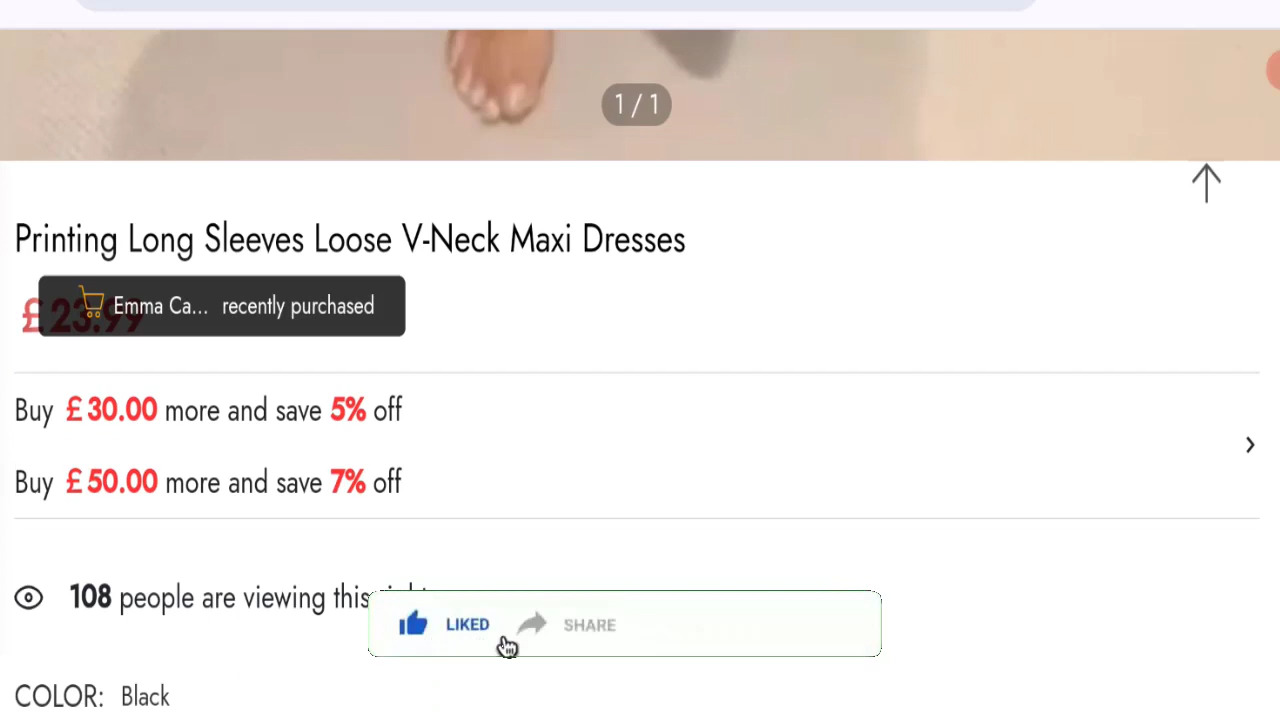 1 / 1
Printing Long Sleeves Loose V-Neck Maxi Dresses
£23.99
Emma Ca... recently purchased
Buy £30.00 more and save 5% off
Buy £50.00 more and save 7% off
108 people are viewing this
LIKED SHARE
COLOR: Black